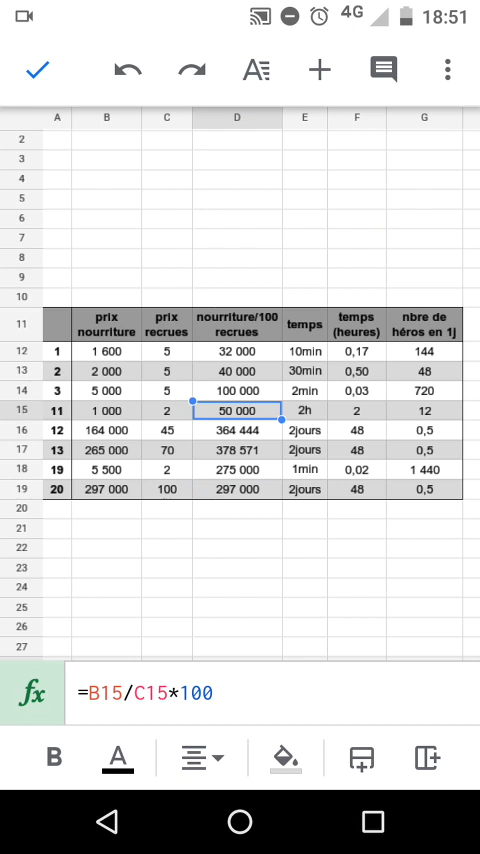 4G 18:51
A B C D E F G
2
3
4
5
6
7
8
9
10
11 prix nourriture prix recrues nourriture/100 recrues temps temps (heures) nbre de héros en 1j
12 1 1 600 5 32 000 10min 0,17 144
13 2 2 000 5 40 000 30min 0,50 48
14 3 5 000 5 100 000 2min 0,03 720
15 11 1 000 2 50 000 2h 2 12
16 12 164 000 45 364 444 2jours 48 0,5
17 13 265 000 70 378 571 2jours 48 0,5
18 19 5 500 2 275 000 1min 0,02 1 440
19 20 297 000 100 297 000 2jours 48 0,5
20
21
22
23
24
25
26
27
fx =B15/C15*100
B A